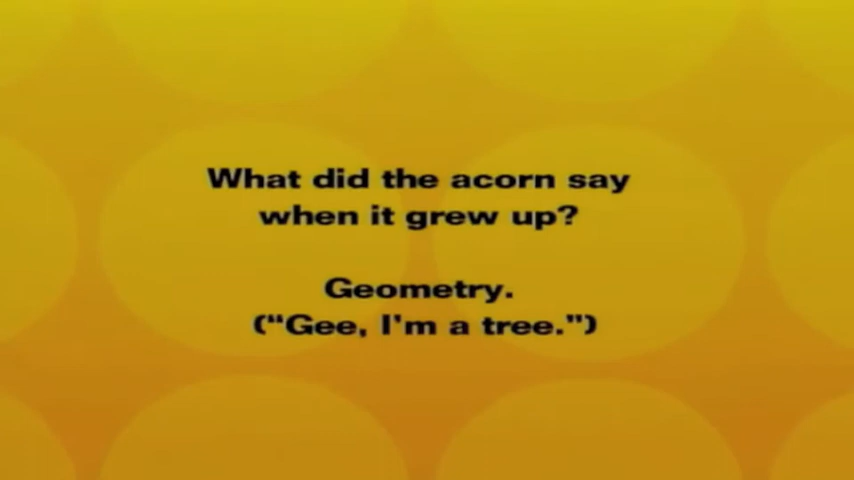 What did the acorn say
when it grew up?
Geometry.
("Gee, I'm a tree.")